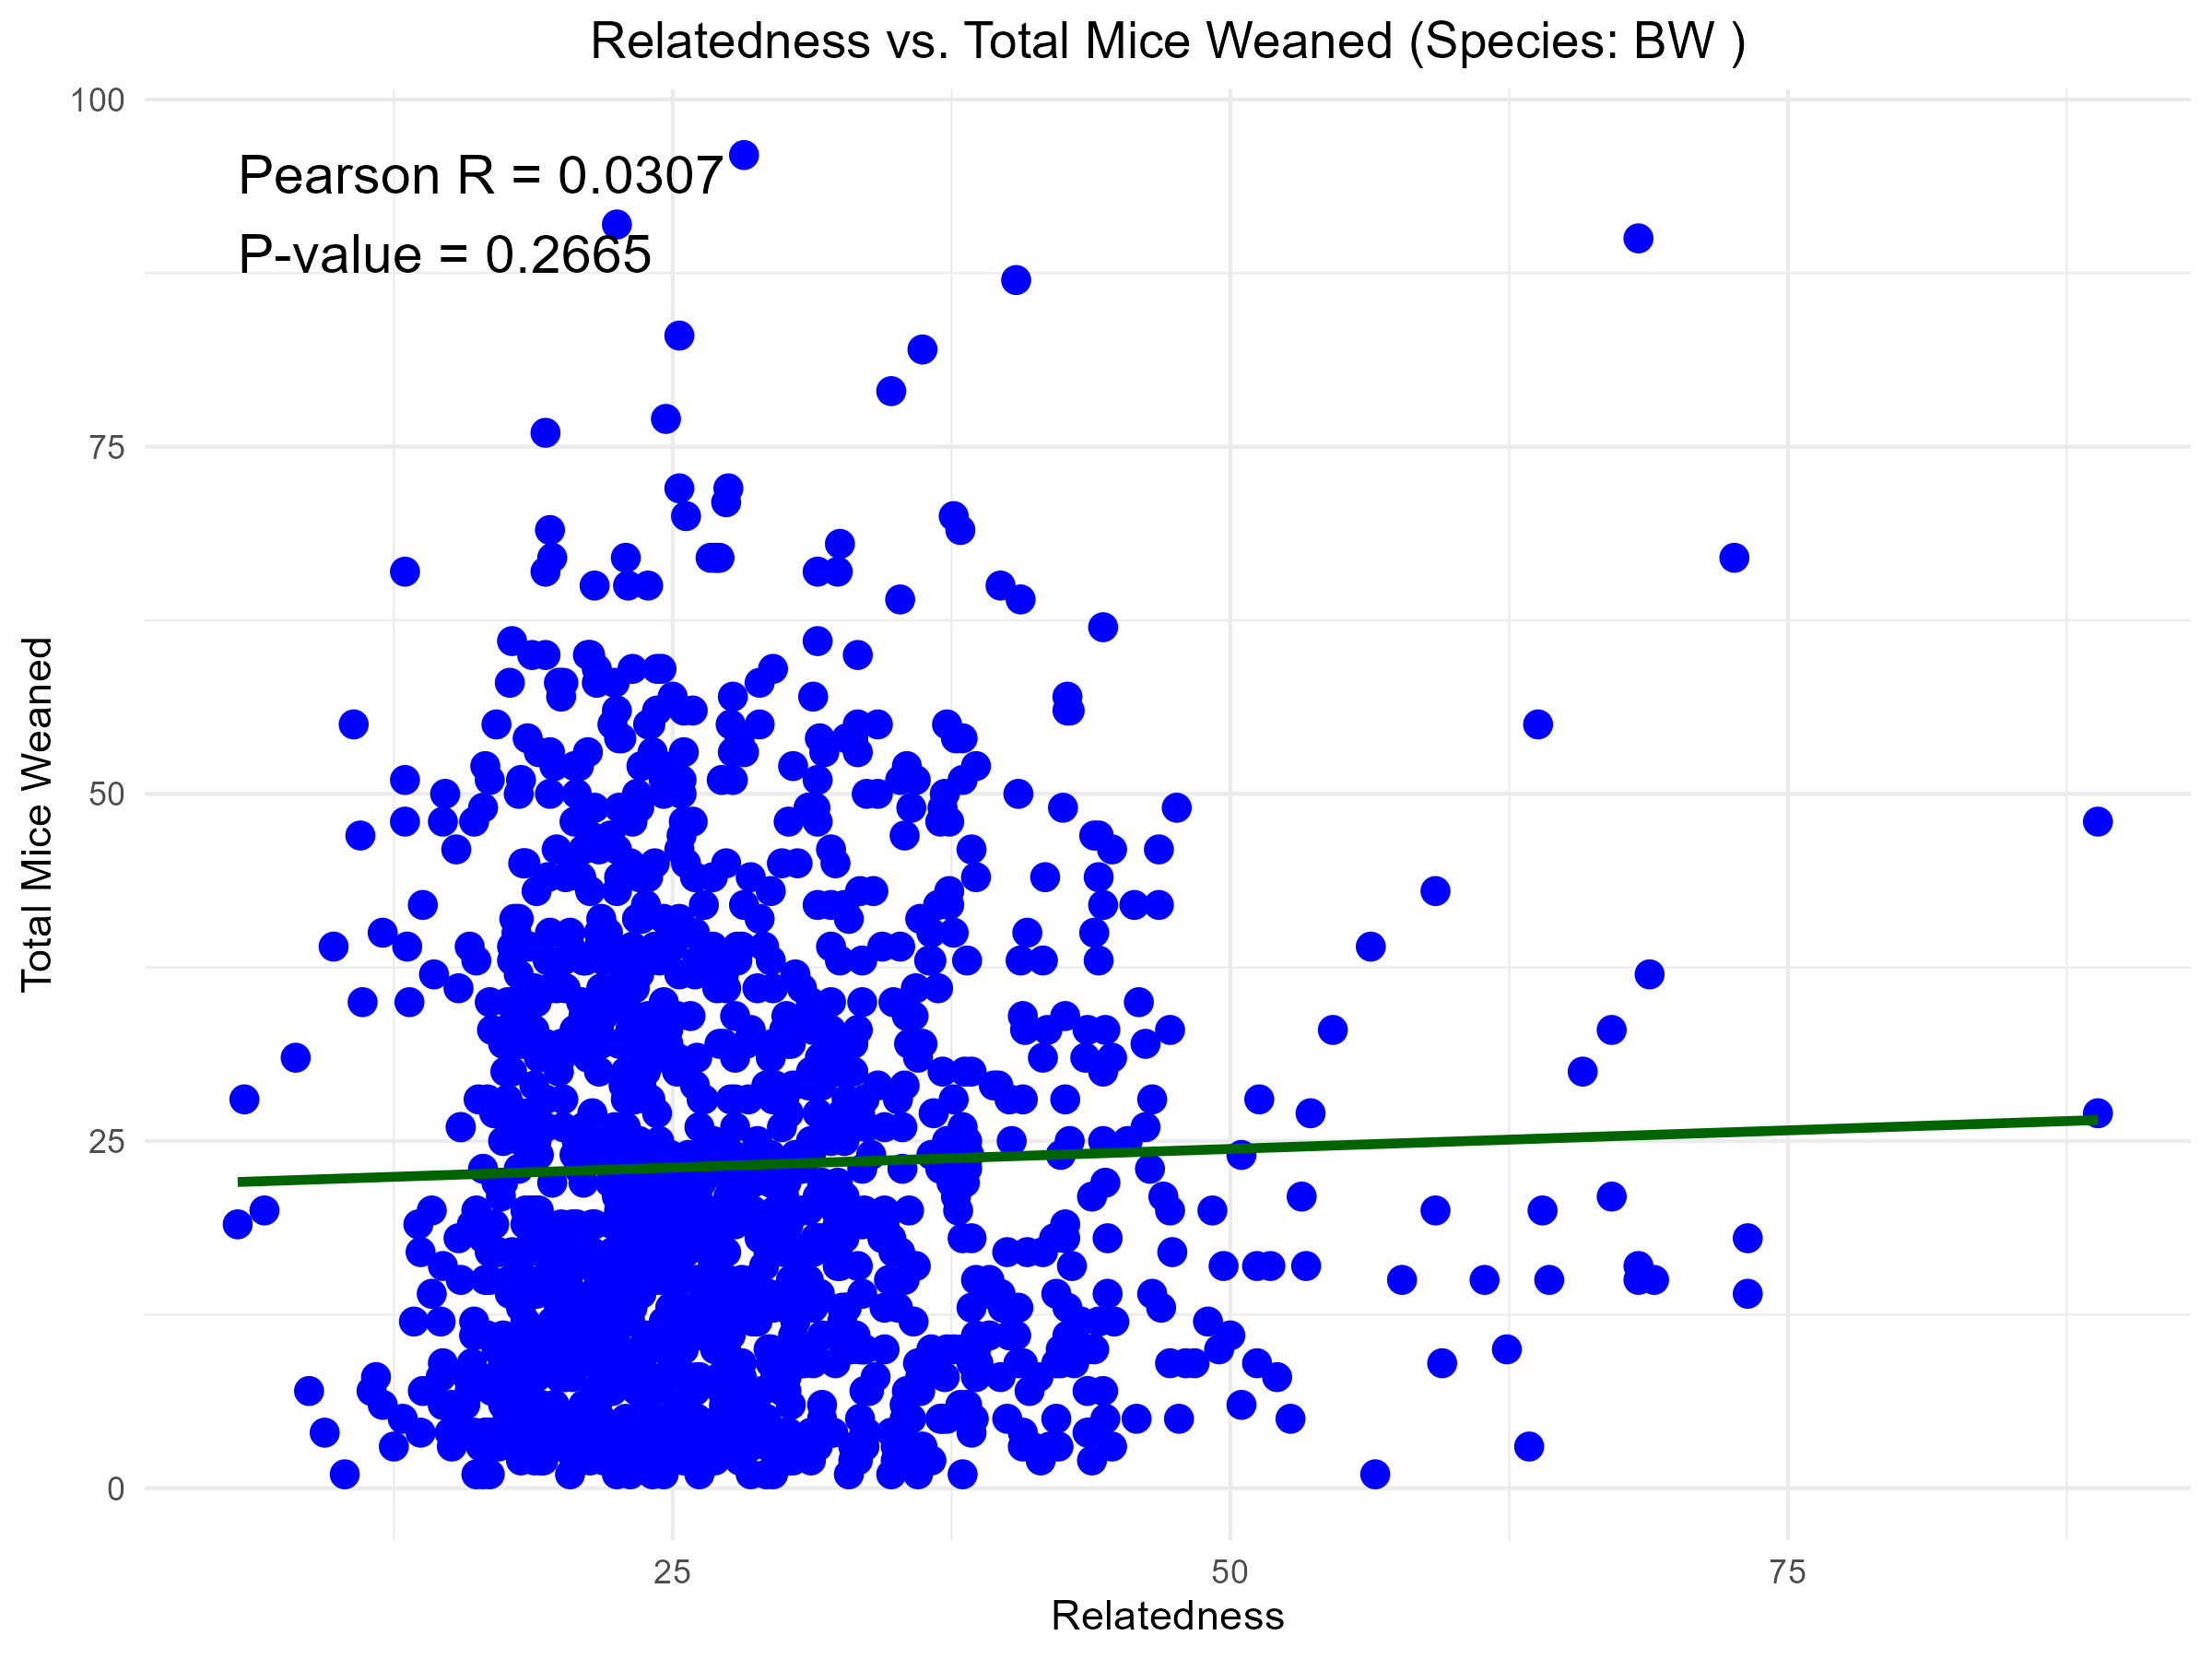 Relatedness vs. Total Mice Weaned (Species: BW )
100
Pearson R = 0.0307
P-value = 0.2665
75
Total Mice Weaned
50
25
0
25 50 75
Relatedness